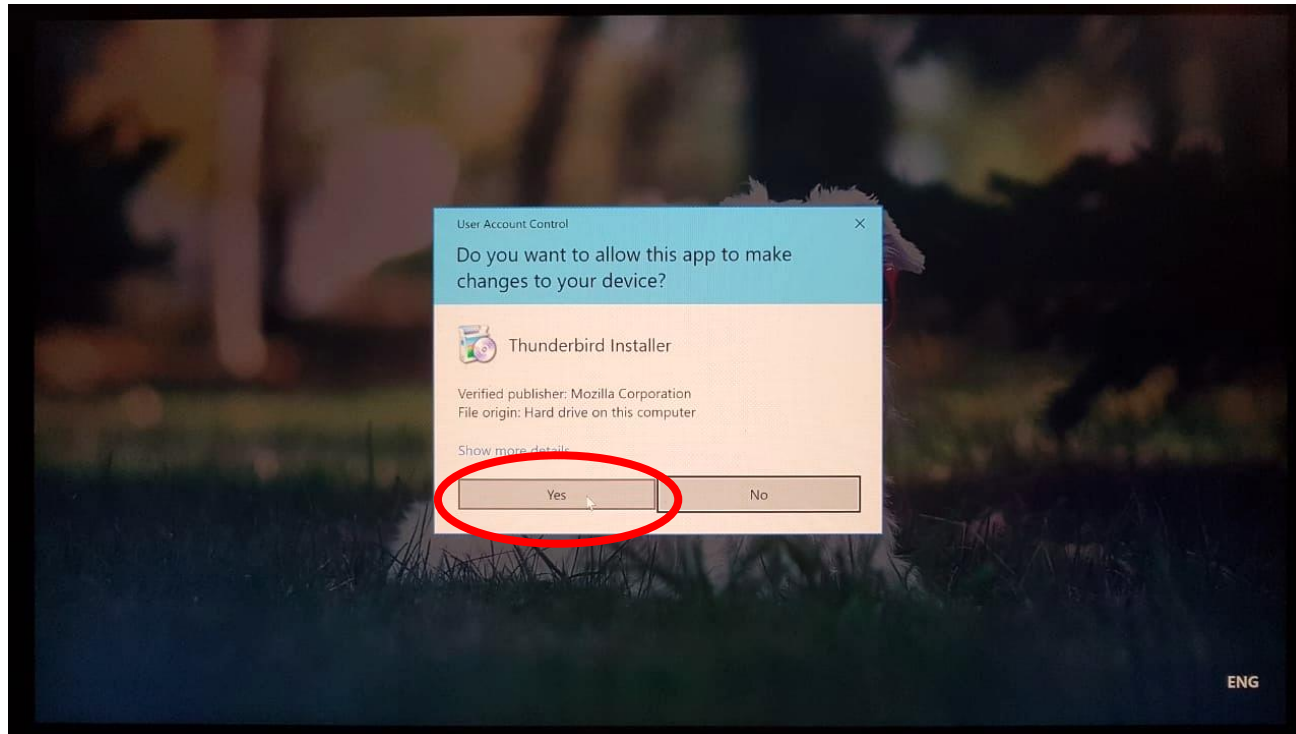 User Account Control
Do you want to allow this app to make
changes to your device?
Thunderbird Installer
Verified publisher: Mozilla Corporation
File origin: Hard drive on this computer
Show more details
Yes
No
ENG